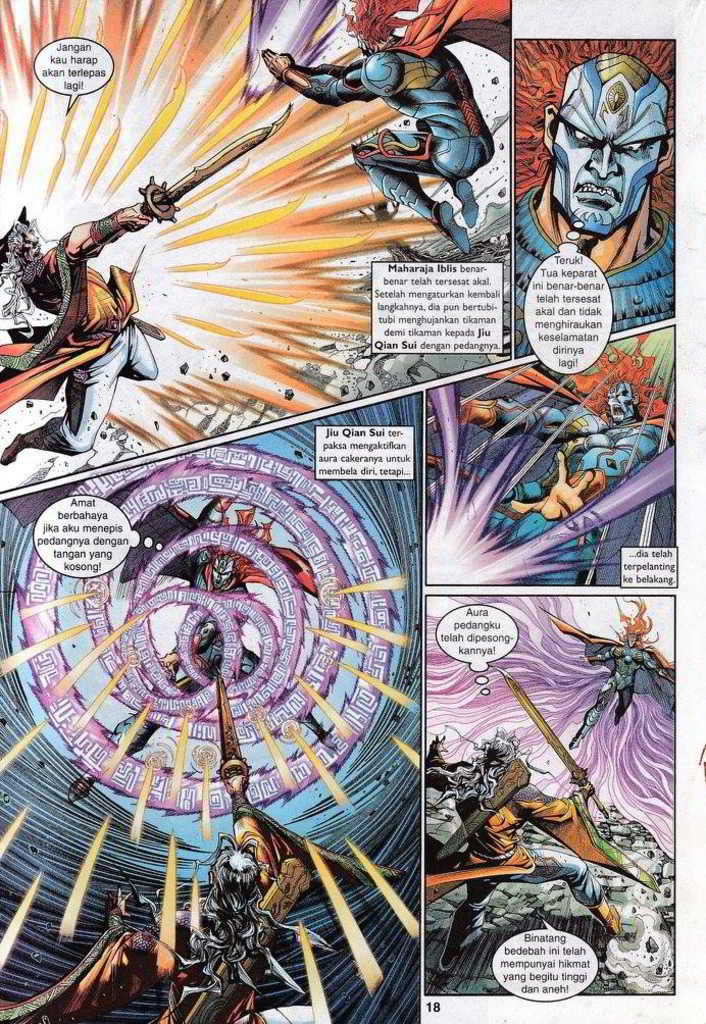 Jangan
kau harap
akan terlepas
lagi!
Maharaja Iblis benar-
benar telah tersesat akal.
Setelah mengaturkan kembali
langkahnya, dia pun bertubi-
tubi menghujankan tikaman
demi tikaman kepada Jiu
Qian Sui dengan pedangnya.
Teruk!
Tua keparat
ini benar-benar
telah tersesat
akal dan tidak
menghiraukan
keselamatan
dirinya
lagi!
Jiu Qian Sui ter-
paksa mengaktifkan
aura cakeranya untuk
membela diri, tetapi...
Amat
berbahaya
jika aku menepis
pedangnya dengan
tangan yang
kosong!
...dia telah
terpelanting
ke belakang.
Aura
pedangku
telah dipesong-
kannya!
Binatang
bedebah ini telah
mempunyai hikmat
yang begitu tinggi
dan aneh!
18